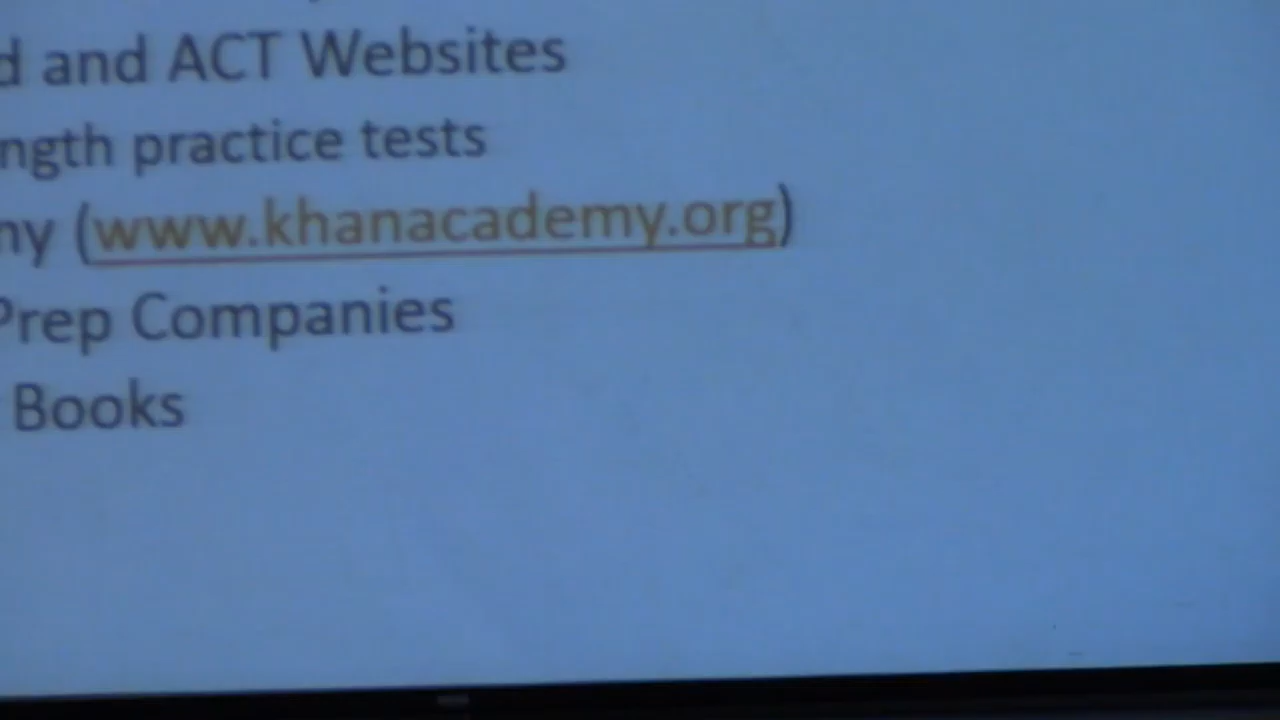 d and ACT Websites
ngth practice tests
ny (www.khanacademy.org)
Prep Companies
Books